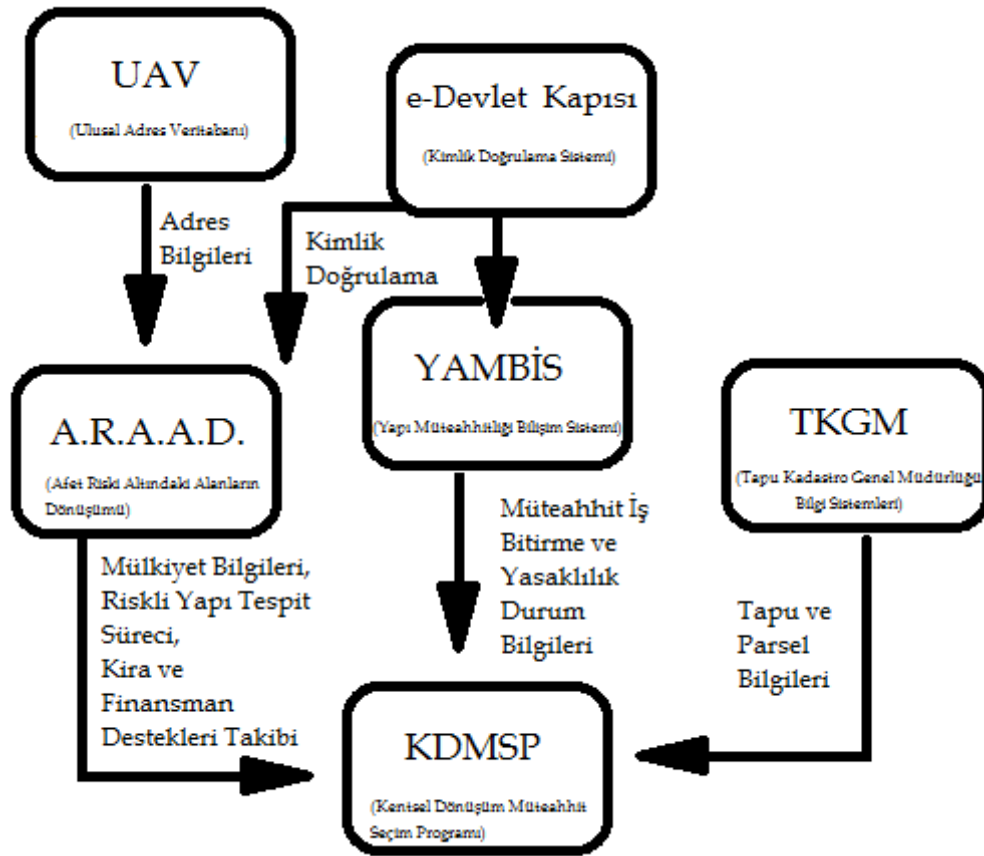 UAV
(Ulusal Adres Veritabanı)
e-Devlet Kapısı
(Kimlik Doğrulama Sistemi)
Adres
Bilgileri
Kimlik
Doğrulama
A.R.A.A.D.
(Afet Riski Altındaki Alanların
Dönüşümü)
YAMBİS
(Yapı Müteahhitliği Bilişim Sistemi)
TKGM
(Tapu Kadastro Genel Müdürlüğü
Bilgi Sistemleri)
Mülkiyet Bilgileri,
Riskli Yapı Tespit
Süreci,
Kira ve
Finansman
Destekleri Takibi
Müteahhit İş
Bitirme ve
Yasaklılık
Durum
Bilgileri
Tapu ve
Parsel
Bilgileri
KDMSP
(Kentsel Dönüşüm Müteahhit
Seçim Programı)